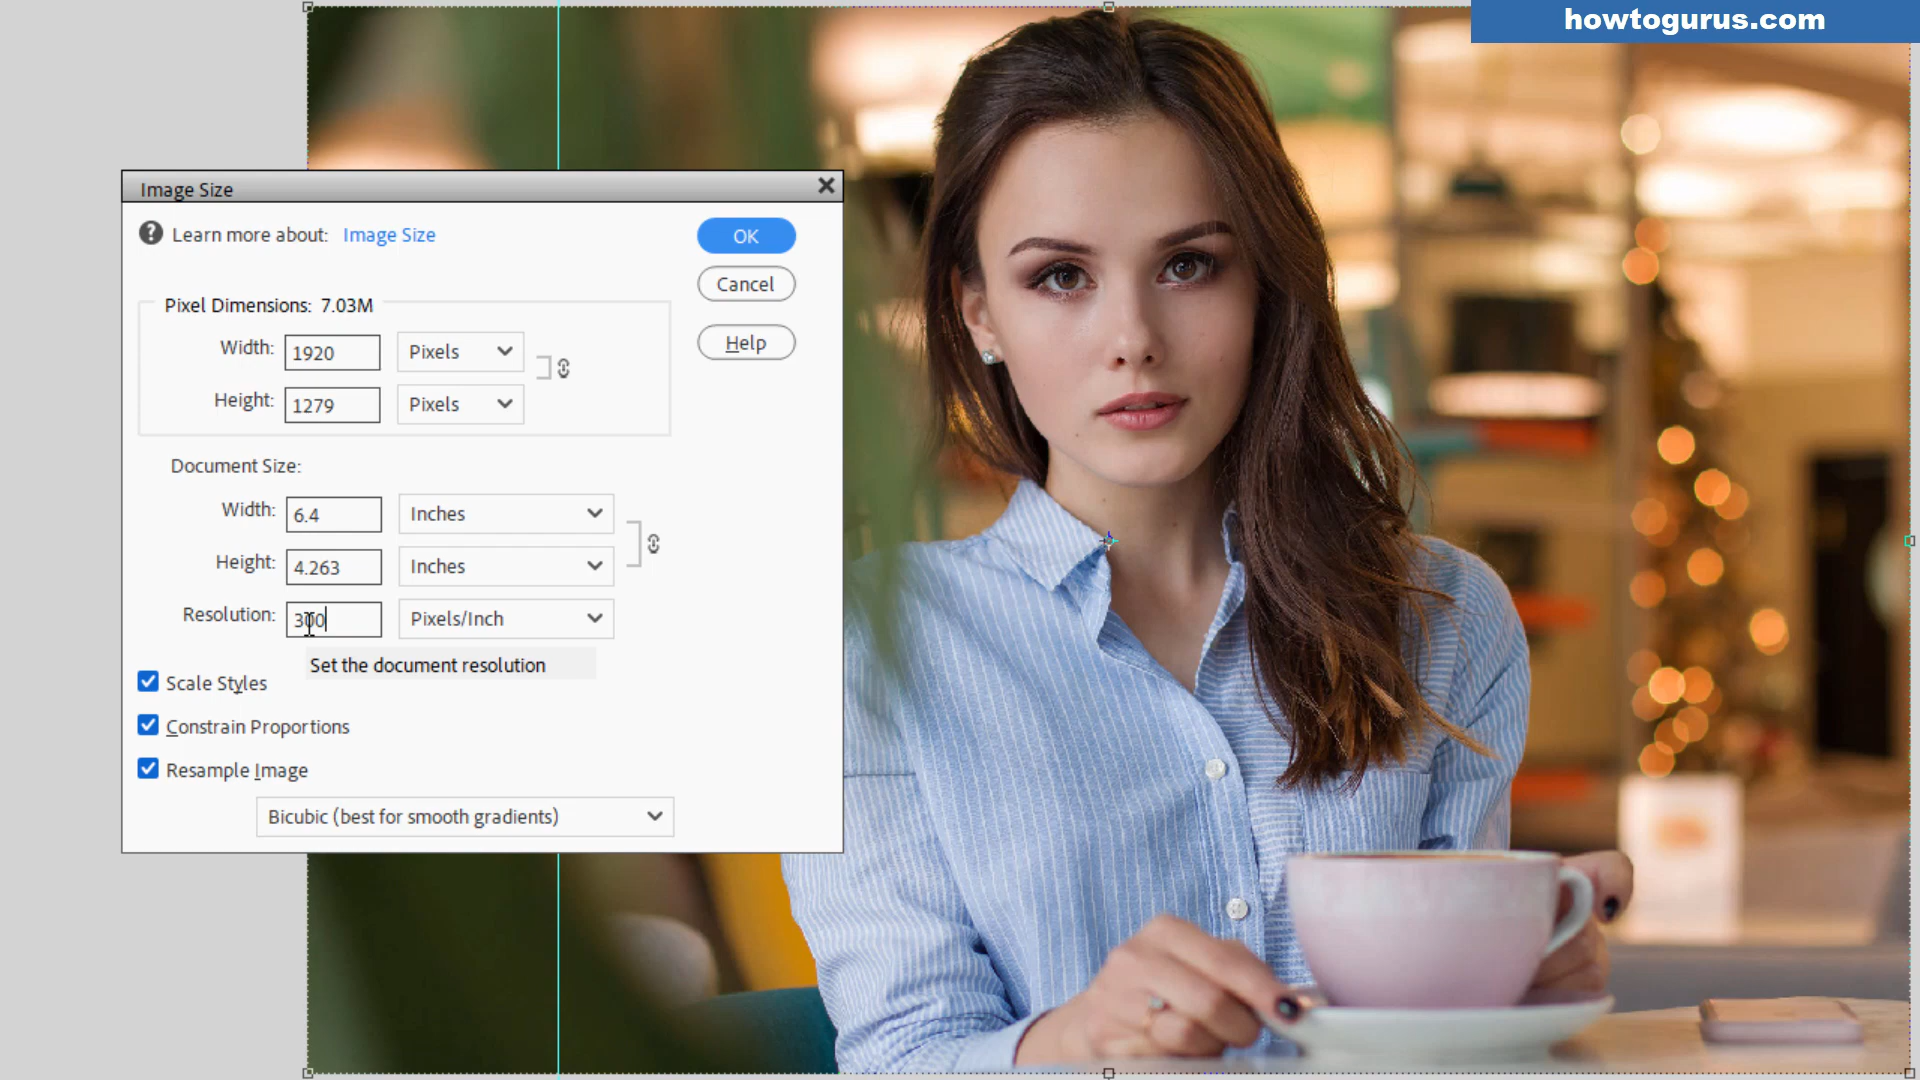 howtogurus.com
Image Size
Learn more about: Image Size
OK
Cancel
Help
Pixel Dimensions: 7.03M
Width: 1920 Pixels
Height: 1279 Pixels
Document Size:
Width: 6.4 Inches
Height: 4.263 Inches
Resolution: 300 Pixels/Inch
Set the document resolution
Scale Styles
Constrain Proportions
Resample Image
Bicubic (best for smooth gradients)